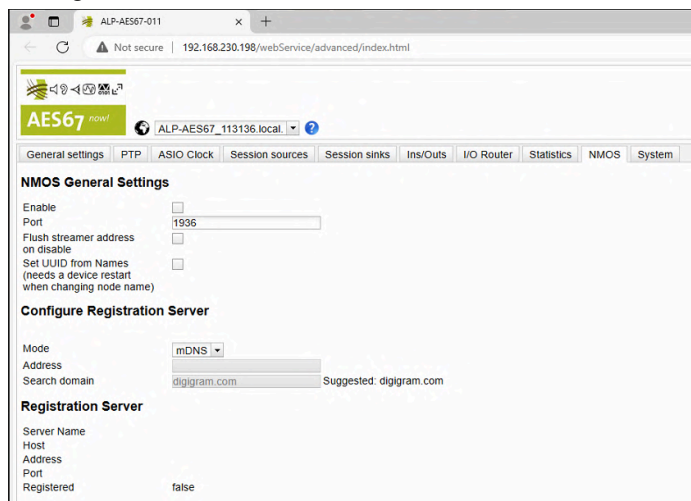 ALP-AES67-011
Not secure | 192.168.230.198/webService/advanced/index.html
AES67 now!
ALP-AES67_113136.local.
General settings PTP ASIO Clock Session sources Session sinks Ins/Outs I/O Router Statistics NMOS System
NMOS General Settings
Enable
Port 1936
Flush streamer address
on disable
Set UUID from Names
(needs a device restart
when changing node name)
Configure Registration Server
Mode mDNS
Address
Search domain digigram.com Suggested: digigram.com
Registration Server
Server Name
Host
Address
Port
Registered false